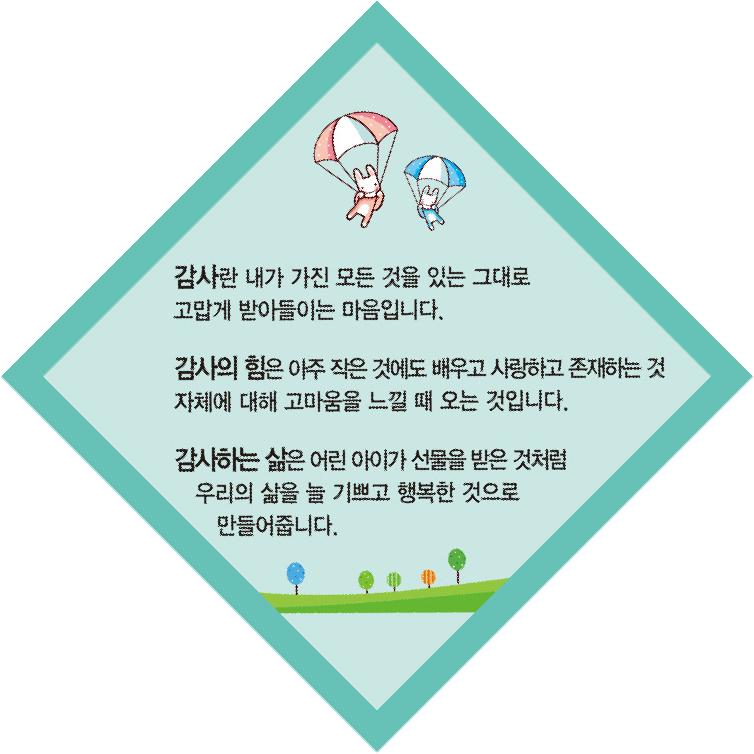 감사란 내가 가진 모든 것을 있는 그대로
고맙게 받아들이는 마음입니다.
감사의 힘은 아주 작은 것에도 배우고 사랑하고 존재하는 것
자체에 대해 고마움을 느낄 때 오는 것입니다.
감사하는 삶은 어린 아이가 선물을 받은 것처럼
우리의 삶을 늘 기쁘고 행복한 것으로
만들어줍니다.